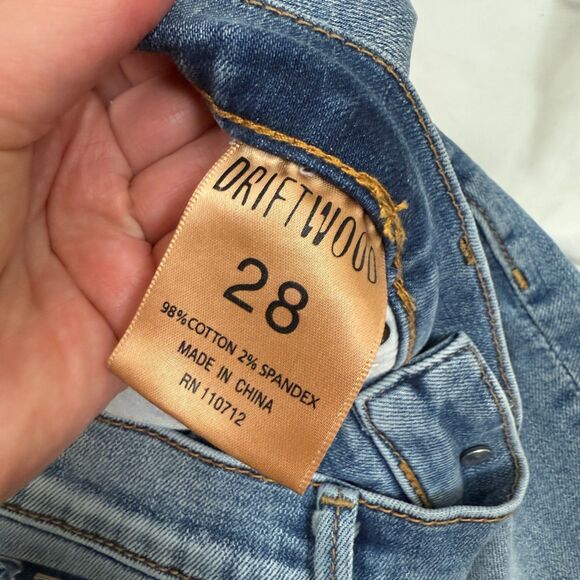 DRIFTWOOD
28
98% COTTON 2% SPANDEX
MADE IN CHINA
RN 110712